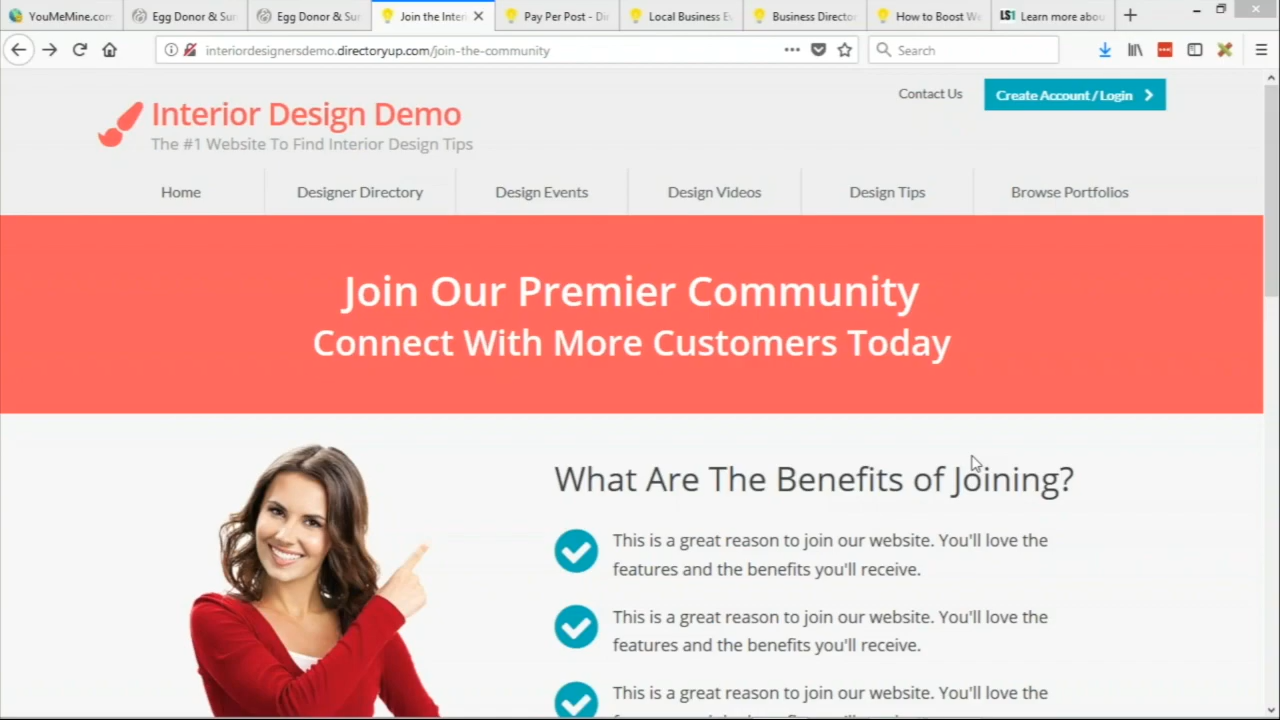 YouMeMine.com
Egg Donor & Sur
Egg Donor & Sur
Join the Inter
Pay Per Post - Di
Local Business E
Business Directo
How to Boost W
LS1 Learn more abou
interiordesignersdemo.directoryup.com/join-the-community
Search
Contact Us
Create Account / Login
Interior Design Demo
The #1 Website To Find Interior Design Tips
Home
Designer Directory
Design Events
Design Videos
Design Tips
Browse Portfolios
Join Our Premier Community
Connect With More Customers Today
What Are The Benefits of Joining?
This is a great reason to join our website. You'll love the
features and the benefits you'll receive.
This is a great reason to join our website. You'll love the
features and the benefits you'll receive.
This is a great reason to join our website. You'll love the